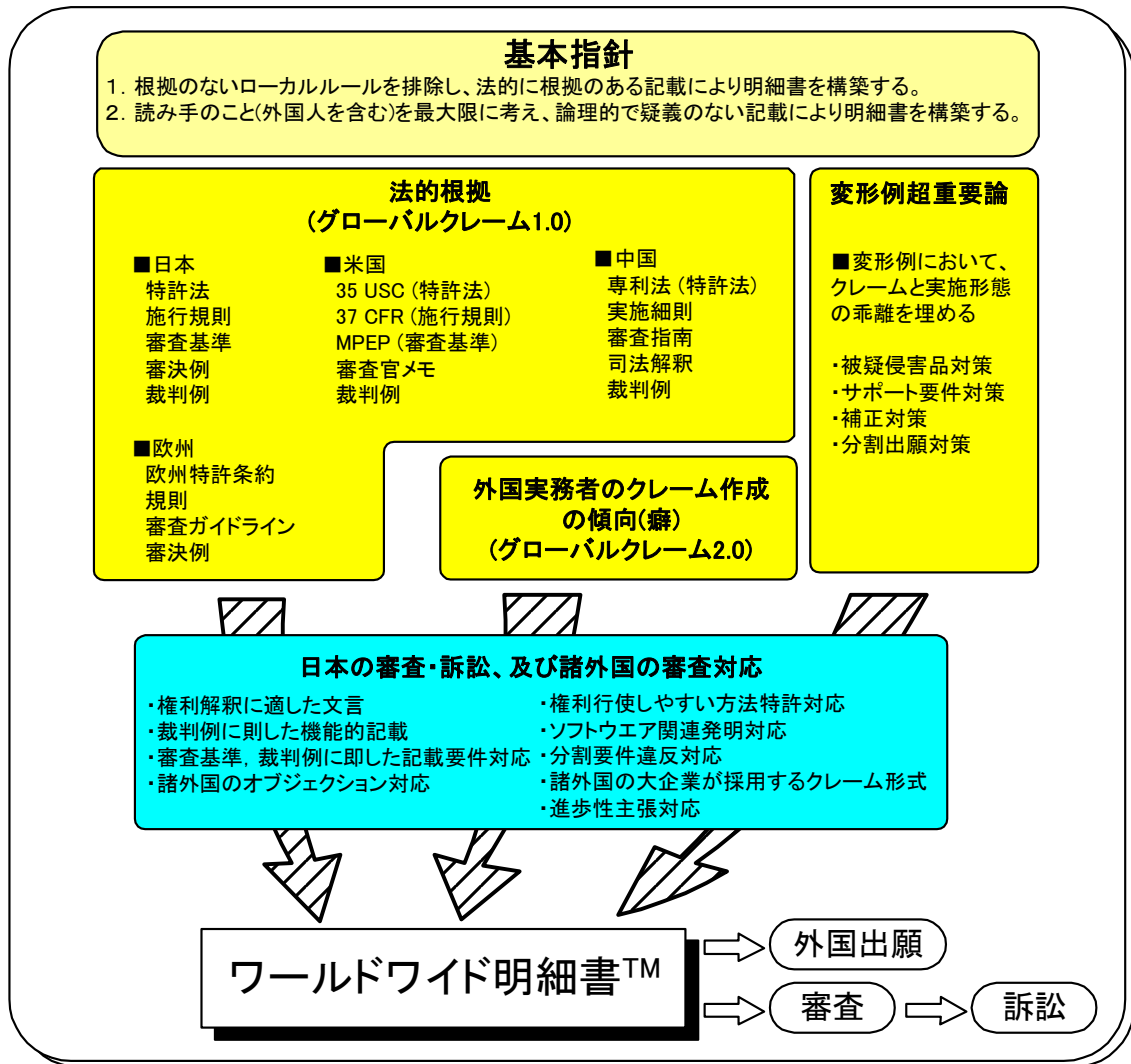 基本指針
1. 根拠のないローカルルールを排除し、法的に根拠のある記載により明細書を構築する。
2. 読み手のこと(外国人を含む)を最大限に考え、論理的で疑義のない記載により明細書を構築する。
法的根拠
(グローバルクレーム1.0)
■日本
特許法
施行規則
審査基準
審決例
裁判例
■米国
35 USC (特許法)
37 CFR (施行規則)
MPEP (審査基準)
審査官メモ
裁判例
■中国
専利法 (特許法)
実施細則
審査指南
司法解釈
裁判例
■欧州
欧州特許条約
規則
審査ガイドライン
審決例
外国実務者のクレーム作成
の傾向(癖)
(グローバルクレーム2.0)
変形例超重要論
■変形例において、
クレームと実施形態
の乖離を埋める
・被疑侵害品対策
・サポート要件対策
・補正対策
・分割出願対策
日本の審査・訴訟、及び諸外国の審査対応
・権利解釈に適した文言
・裁判例に則した機能的記載
・審査基準, 裁判例に即した記載要件対応
・諸外国のオブジェクション対応
・権利行使しやすい方法特許対応
・ソフトウエア関連発明対応
・分割要件違反対応
・諸外国の大企業が採用するクレーム形式
・進歩性主張対応
ワールドワイド明細書TM
外国出願
審査
訴訟